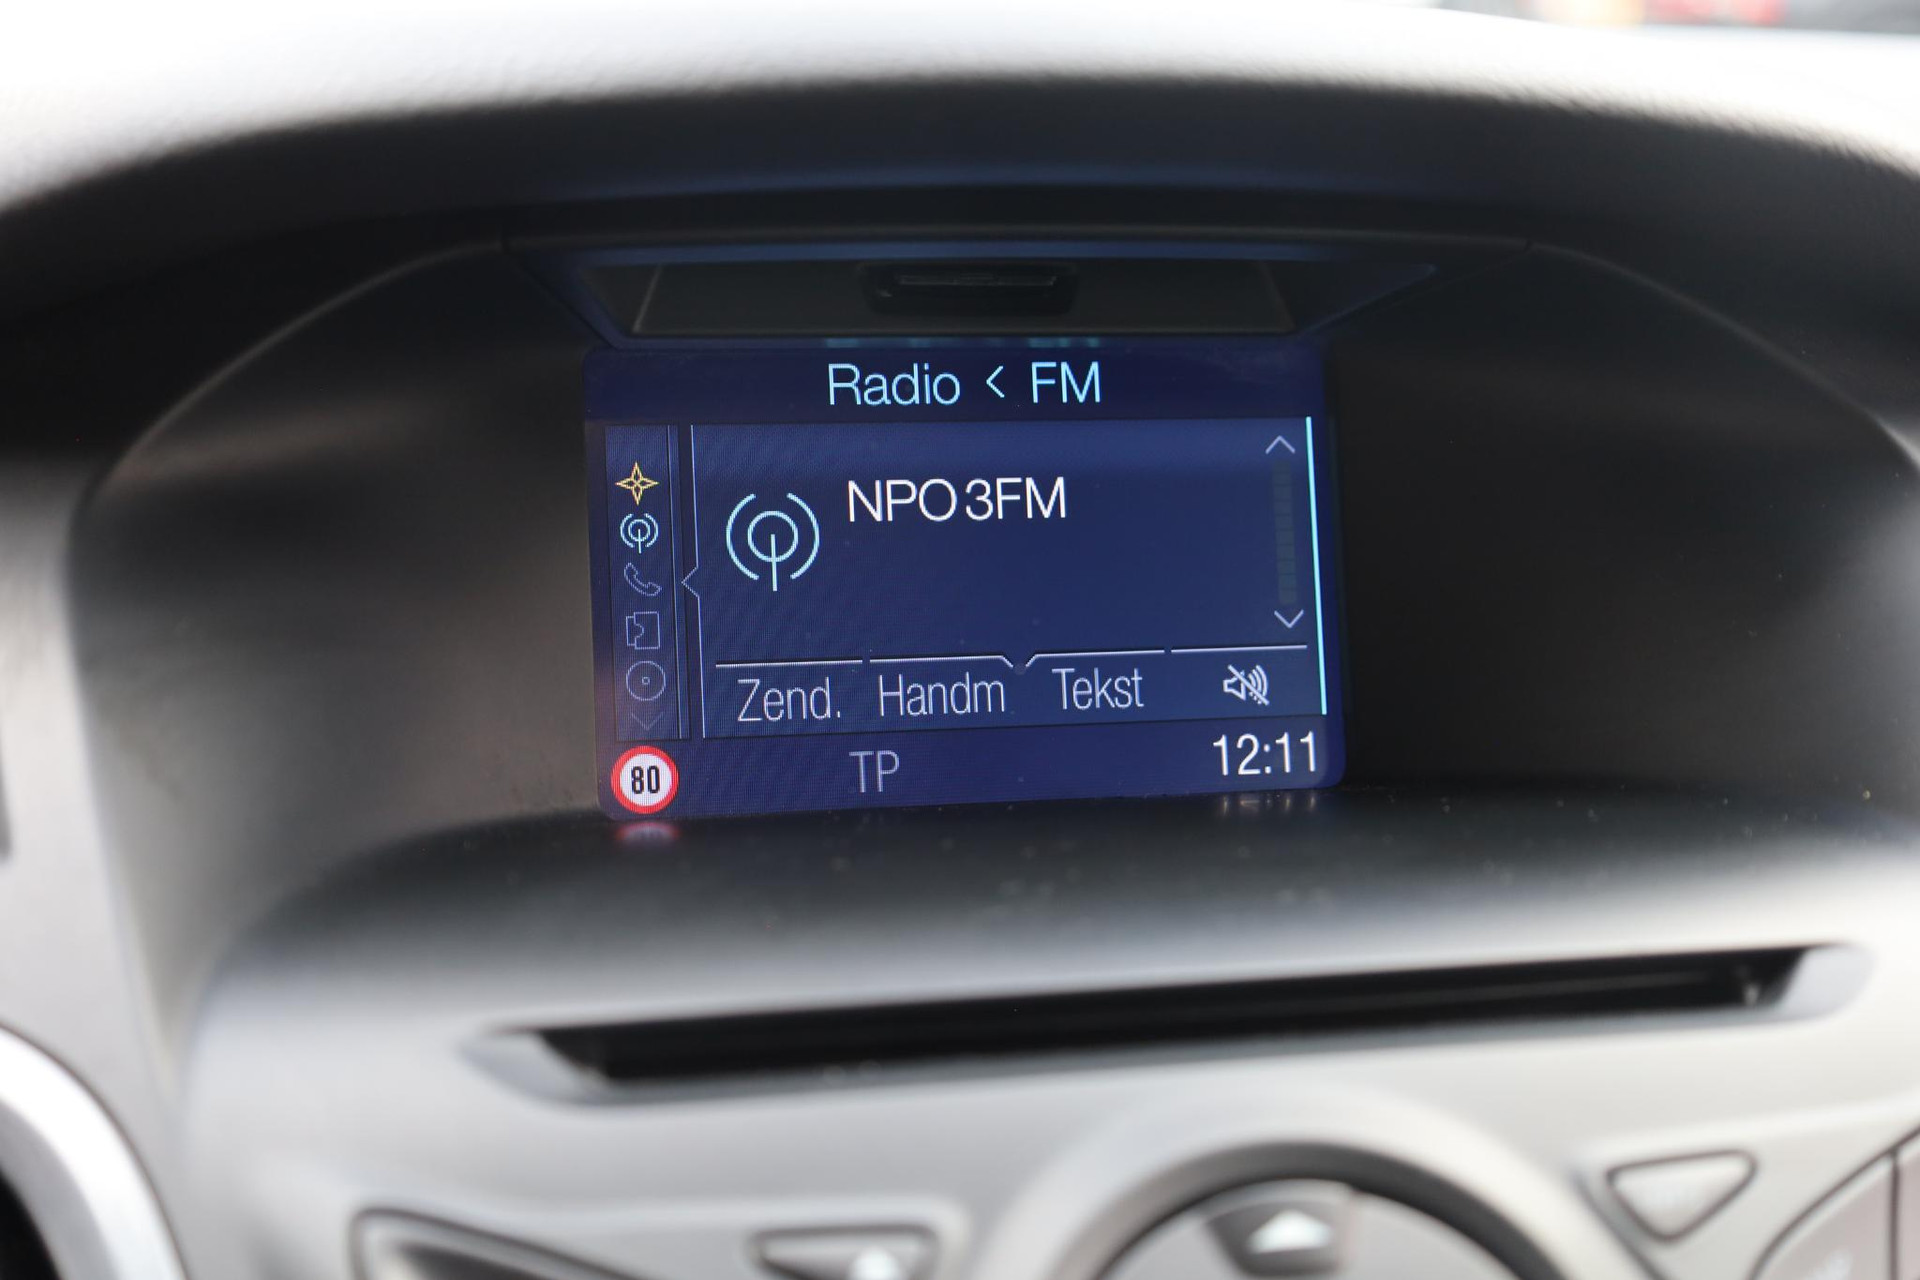 Radio < FM
NPO 3FM
Zend. Handm Tekst
80 TP 12:11